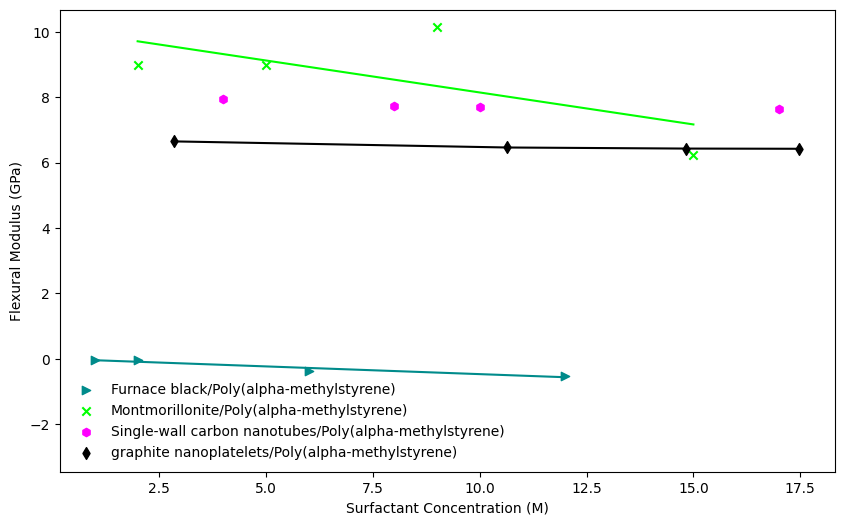 10
8
6
4
2
0
−2
Flexural Modulus (GPa)
Furnace black/Poly(alpha-methylstyrene)
Montmorillonite/Poly(alpha-methylstyrene)
Single-wall carbon nanotubes/Poly(alpha-methylstyrene)
graphite nanoplatelets/Poly(alpha-methylstyrene)
2.5 5.0 7.5 10.0 12.5 15.0 17.5
Surfactant Concentration (M)